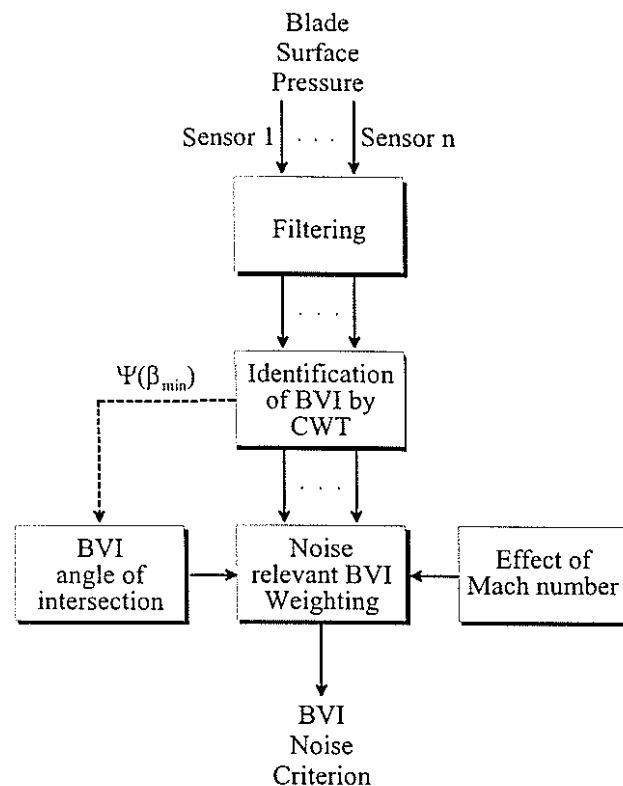 Blade
Surface
Pressure
Sensor 1 . . . Sensor n
Filtering
. . .
Ψ(β_min)
Identification
of BVI by
CWT
. . .
BVI
angle of
intersection
Noise
relevant BVI
Weighting
Effect of
Mach number
BVI
Noise
Criterion